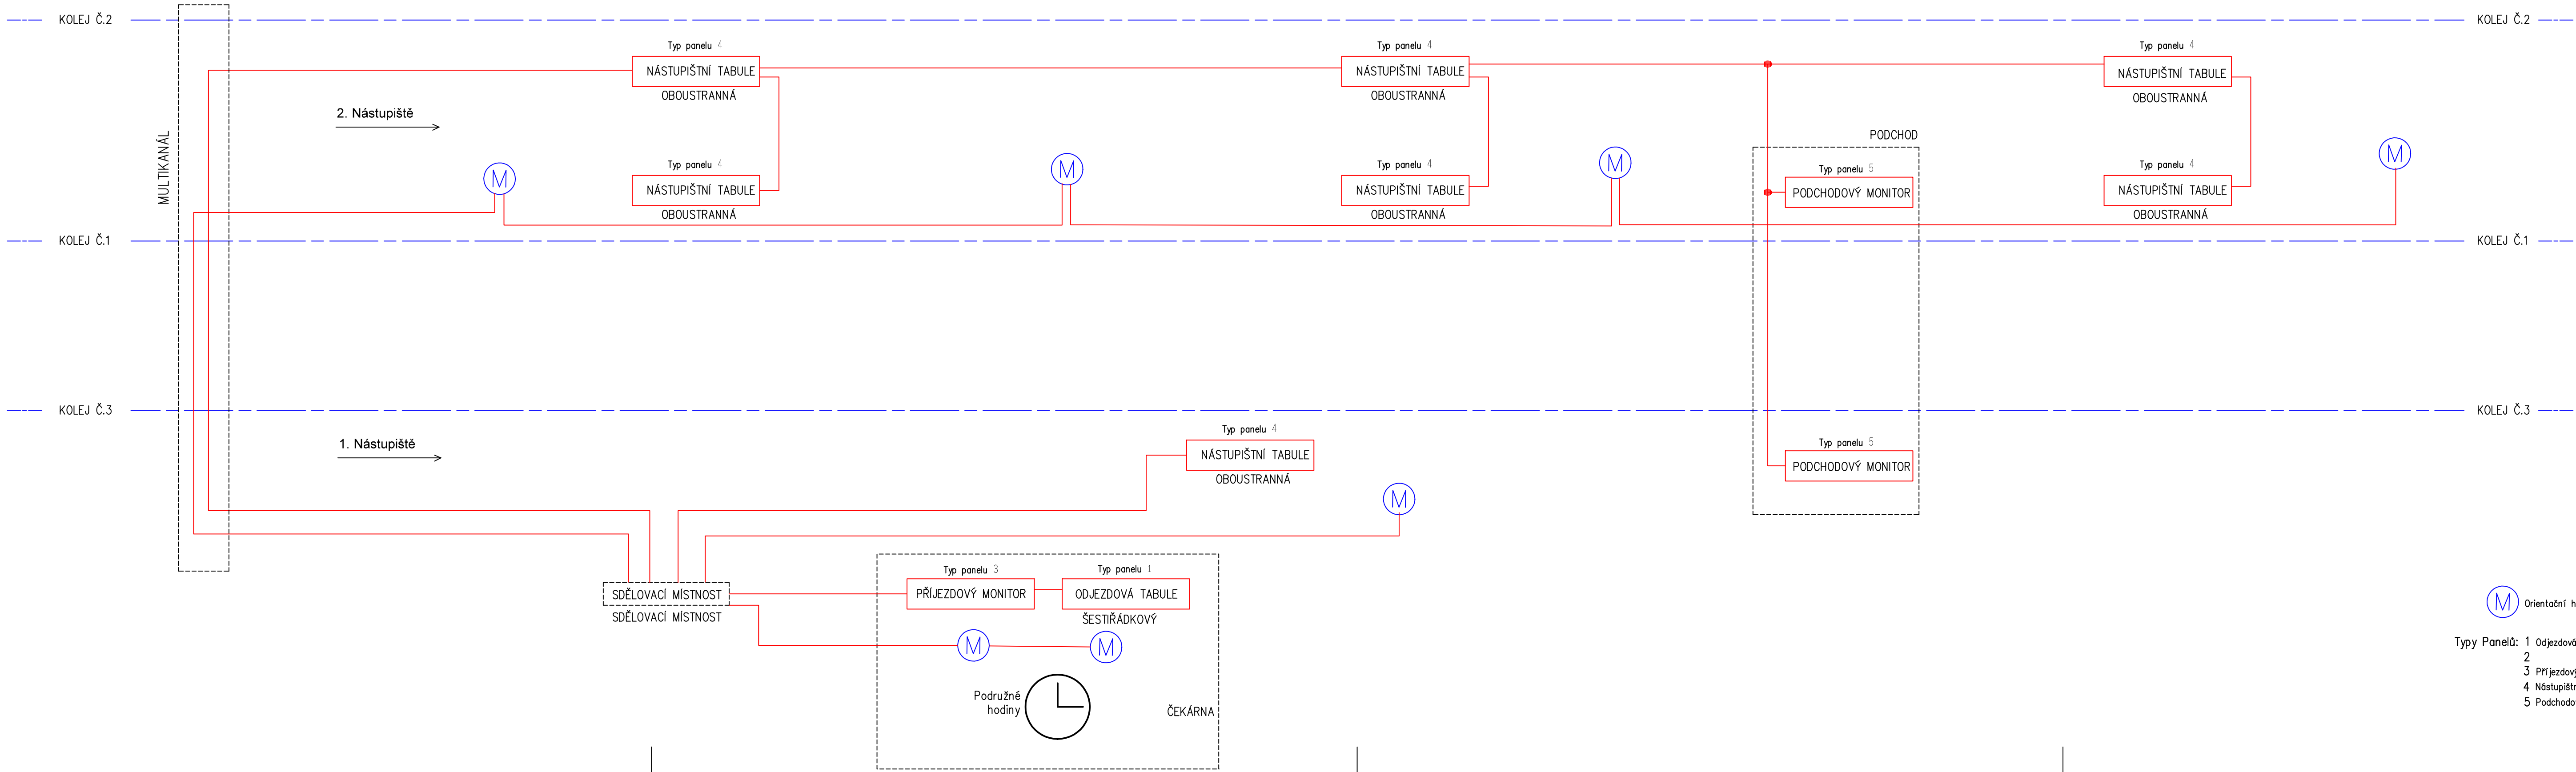 KOLEJ Č.2
KOLEJ Č.2
Typ panelu 4
Typ panelu 4
Typ panelu 4
NÁSTUPIŠTNÍ TABULE
NÁSTUPIŠTNÍ TABULE
NÁSTUPIŠTNÍ TABULE
OBOUSTRANNÁ
OBOUSTRANNÁ
OBOUSTRANNÁ
2. Nástupiště
MULTIKANÁL
PODCHOD
M
M
M
M
Typ panelu 4
Typ panelu 4
Typ panelu 5
Typ panelu 4
NÁSTUPIŠTNÍ TABULE
NÁSTUPIŠTNÍ TABULE
PODCHODOVÝ MONITOR
NÁSTUPIŠTNÍ TABULE
OBOUSTRANNÁ
OBOUSTRANNÁ
OBOUSTRANNÁ
KOLEJ Č.1
KOLEJ Č.1
KOLEJ Č.3
KOLEJ Č.3
1. Nástupiště
Typ panelu 4
NÁSTUPIŠTNÍ TABULE
OBOUSTRANNÁ
Typ panelu 5
PODCHODOVÝ MONITOR
M
SDĚLOVACÍ MÍSTNOST
SDĚLOVACÍ MÍSTNOST
Typ panelu 3
Typ panelu 1
PŘÍJEZDOVÝ MONITOR
ODJEZDOVÁ TABULE
ŠESTIŘÁDKOVÝ
M
M
Podružné
hodiny
ČEKÁRNA
M Orientační h
Typy Panelů: 1 Odjezdová
2
3 Příjezdový
4 Nástupištn
5 Podchodo